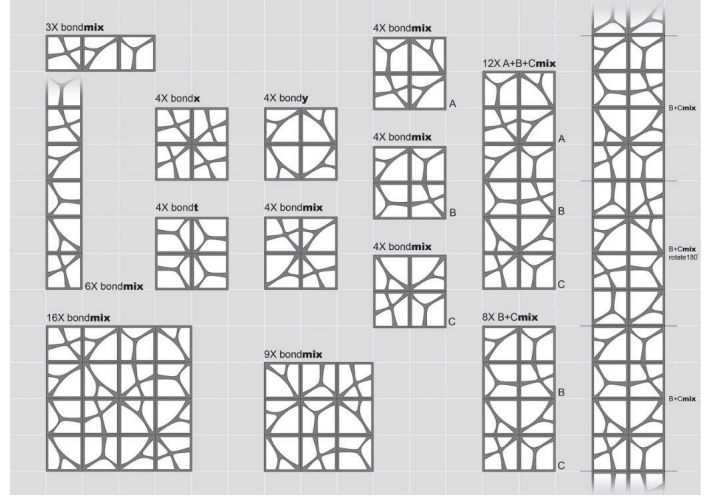 3X bondmix
4X bondmix
A
12X A+B+Cmix
A
B
C
B+Cmix
4X bondx
4X bondy
4X bondmix
B
4X bondt
4X bondmix
B+Cmix
rotate180°
4X bondmix
C
6X bondmix
16X bondmix
9X bondmix
8X B+Cmix
B
C
B+Cmix